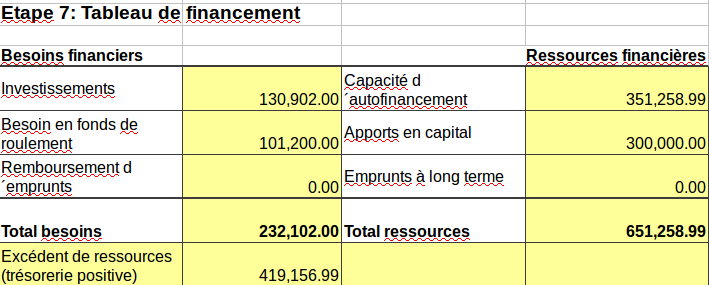 Etape 7: Tableau de financement
Besoins financiers Ressources financières
Investissements 130,902.00 Capacité d
´autofinancement 351,258.99
Besoin en fonds de
roulement 101,200.00 Apports en capital 300,000.00
Remboursement d
´emprunts 0.00 Emprunts à long terme 0.00
Total besoins 232,102.00 Total ressources 651,258.99
Excédent de ressources
(trésorerie positive) 419,156.99